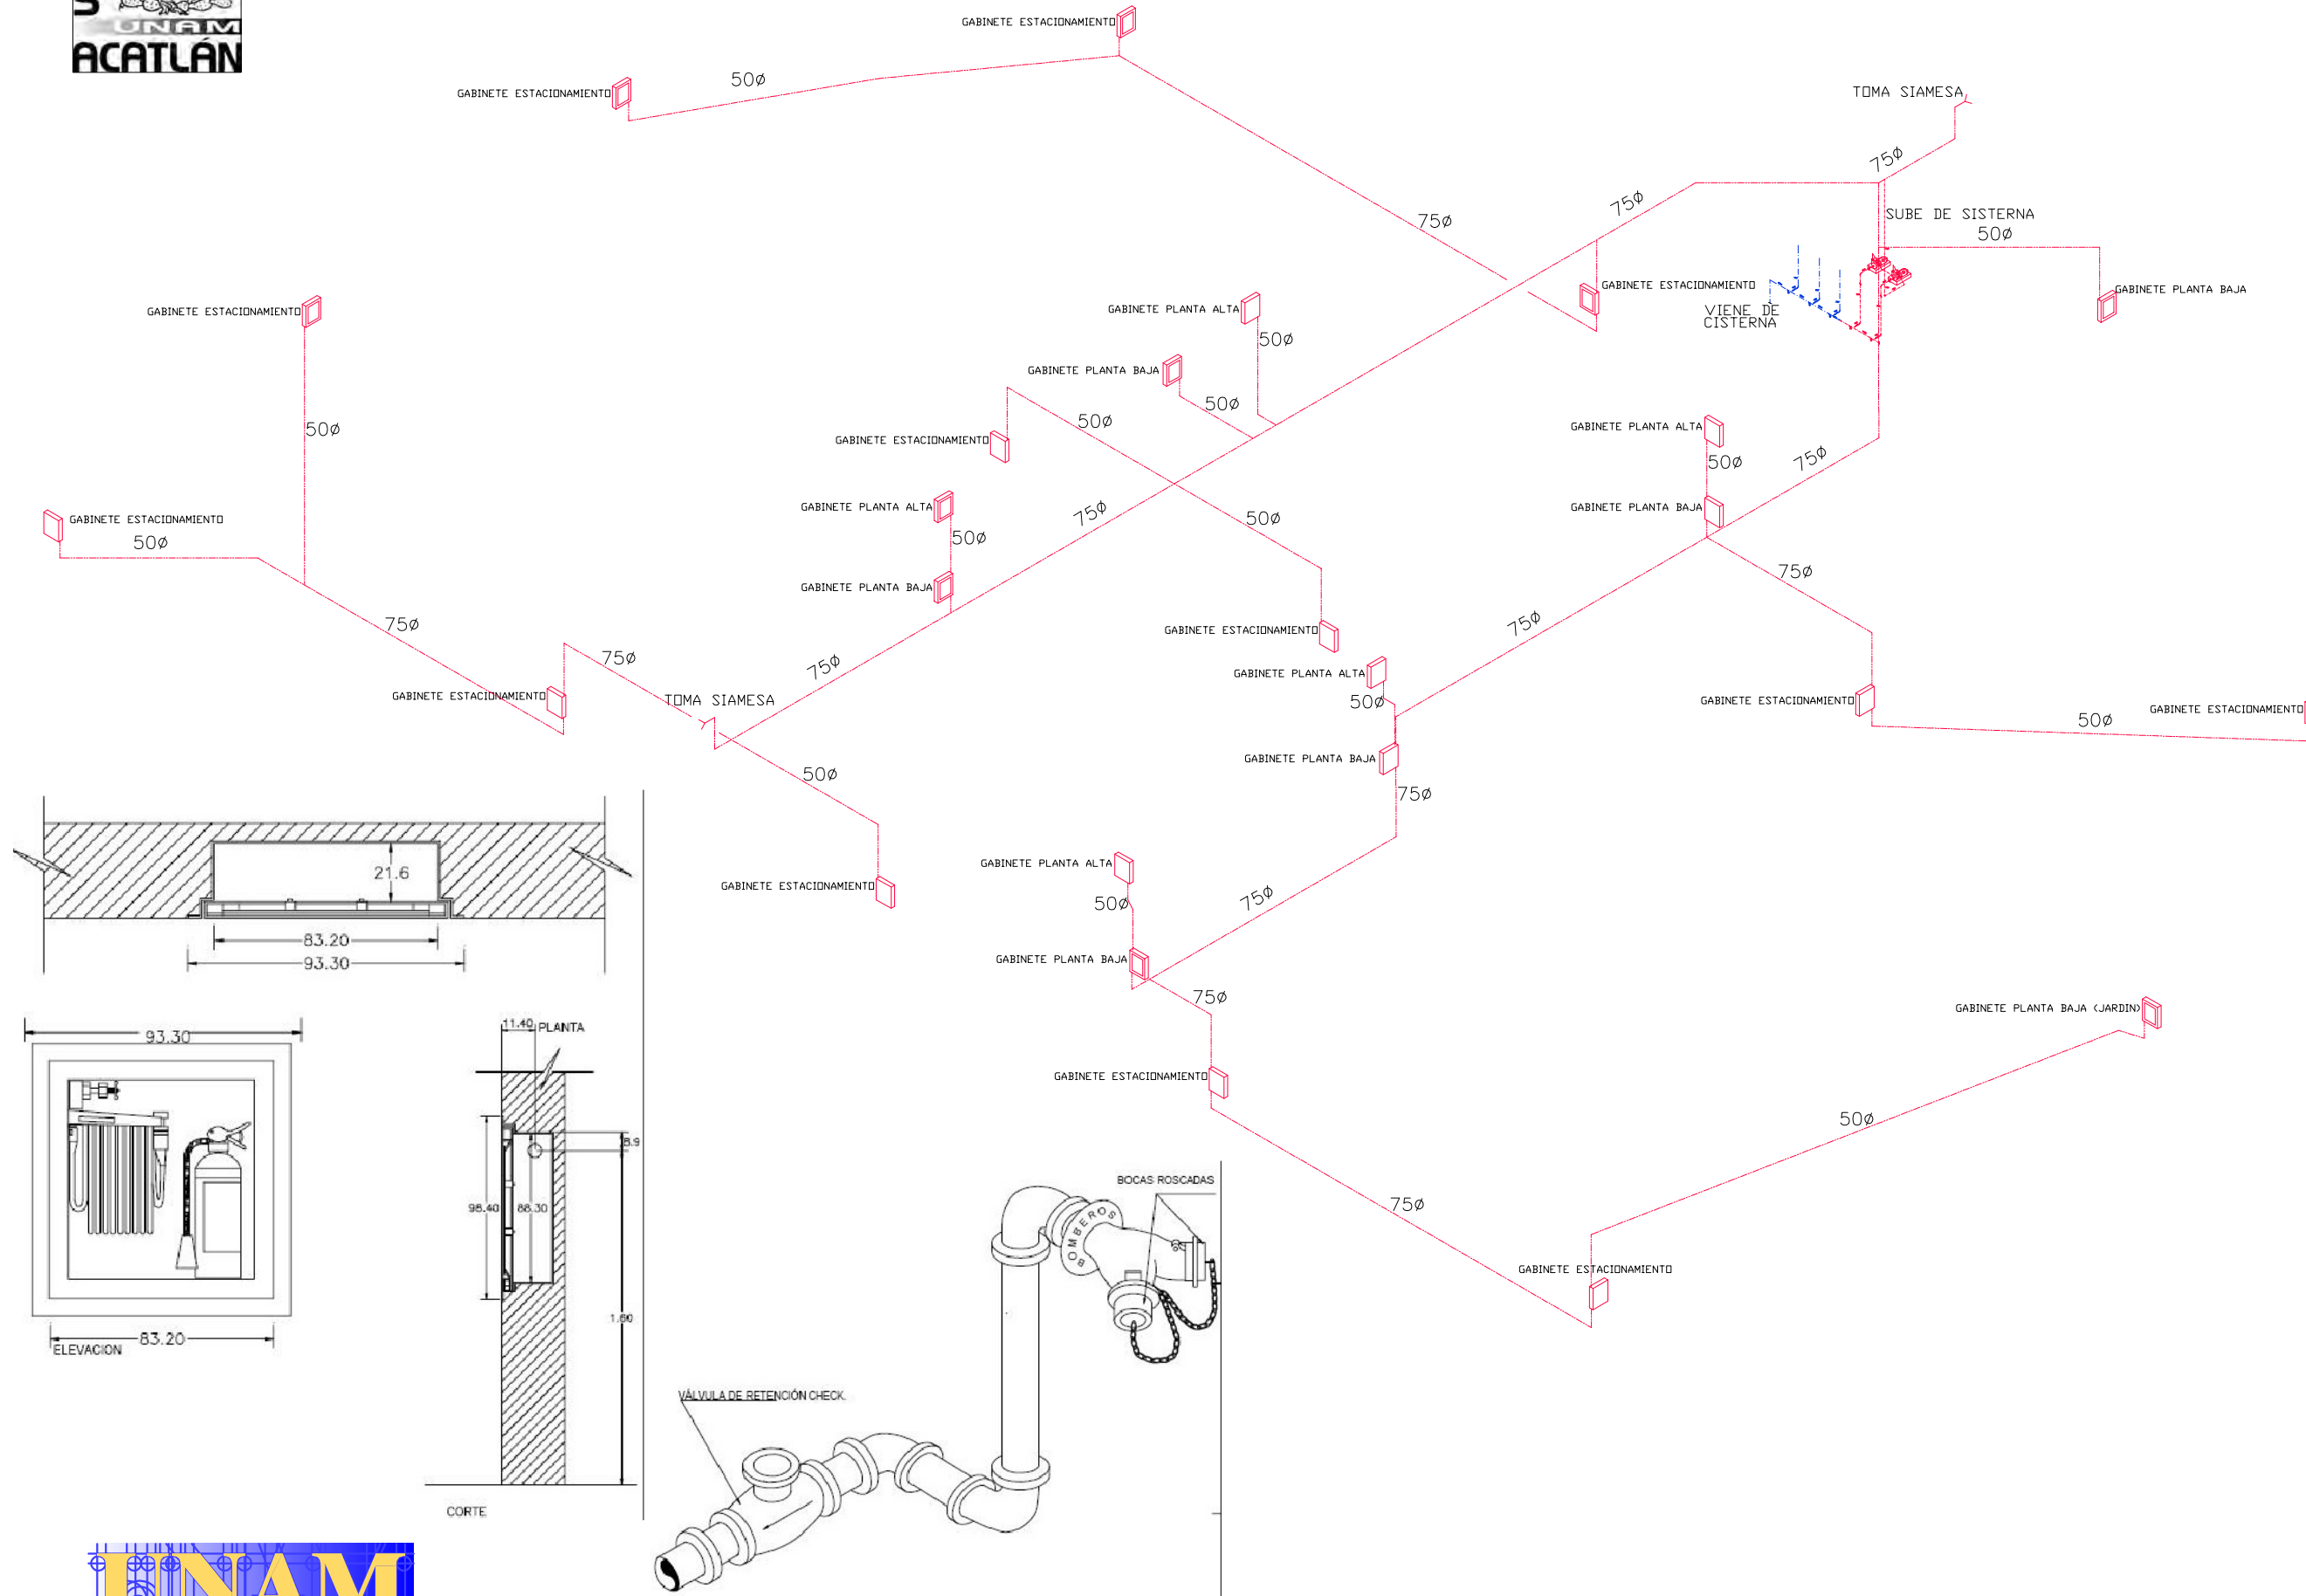 S
UNAM
ACATLÁN
GABINETE ESTACIONAMIENTO
GABINETE ESTACIONAMIENTO
50ø
TOMA SIAMESA
75ø
75ø
75ø
SUBE DE SISTERNA
50ø
GABINETE ESTACIONAMIENTO
GABINETE PLANTA BAJA
VIENE DE
CISTERNA
GABINETE ESTACIONAMIENTO
GABINETE PLANTA ALTA
50ø
GABINETE PLANTA BAJA
50ø
50ø
50ø
GABINETE ESTACIONAMIENTO
GABINETE PLANTA ALTA
50ø
75ø
GABINETE PLANTA BAJA
GABINETE ESTACIONAMIENTO
50ø
GABINETE PLANTA ALTA
50ø
75ø
50ø
GABINETE PLANTA BAJA
75ø
75ø
75ø
GABINETE ESTACIONAMIENTO
75ø
75ø
GABINETE ESTACIONAMIENTO
TOMA SIAMESA
GABINETE PLANTA ALTA
50ø
GABINETE ESTACIONAMIENTO
GABINETE ESTACIONAMIENTO
50ø
GABINETE PLANTA BAJA
50ø
75ø
GABINETE ESTACIONAMIENTO
GABINETE PLANTA ALTA
50ø
75ø
GABINETE PLANTA BAJA
75ø
GABINETE PLANTA BAJA (JARDIN)
GABINETE ESTACIONAMIENTO
50ø
75ø
GABINETE ESTACIONAMIENTO
21.6
83.20
93.30
93.30
83.20
ELEVACION
11.40
PLANTA
8.9
98.40
88.30
1.60
CORTE
BOCAS ROSCADAS
BOMBEROS
VÁLVULA DE RETENCIÓN CHECK.
UNAM